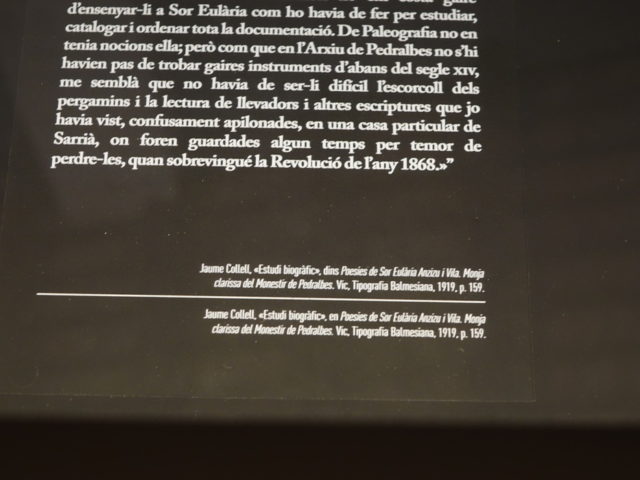 d'ensenyar-li a Sor Eulària com ho havia de fer per estudiar,
catalogar i ordenar tota la documentació. De Paleografia no en
tenia nocions ella; però com que en l'Arxiu de Pedralbes no s'hi
havien pas de trobar gaires instruments d'abans del segle XIV,
me semblà que no havia de ser-li difícil l'escorcoll dels
pergamins i la lectura de llevadors i altres escriptures que jo
havia vist, confusament apilonades, en una casa particular de
Sarrià, on foren guardades algun temps per temor de
perdre-les, quan sobrevingué la Revolució de l'any 1868.»”
Jaume Collell, «Estudi biogràfic», dins Poesies de Sor Eulària Anzizu i Vila. Monja
clarissa del Monestir de Pedralbes. Vic, Tipografia Balmesiana, 1919, p. 159.
Jaume Collell, «Estudi biogràfic», en Poesies de Sor Eulària Anzizu i Vila. Monja
clarissa del Monestir de Pedralbes. Vic, Tipografia Balmesiana, 1919, p. 159.